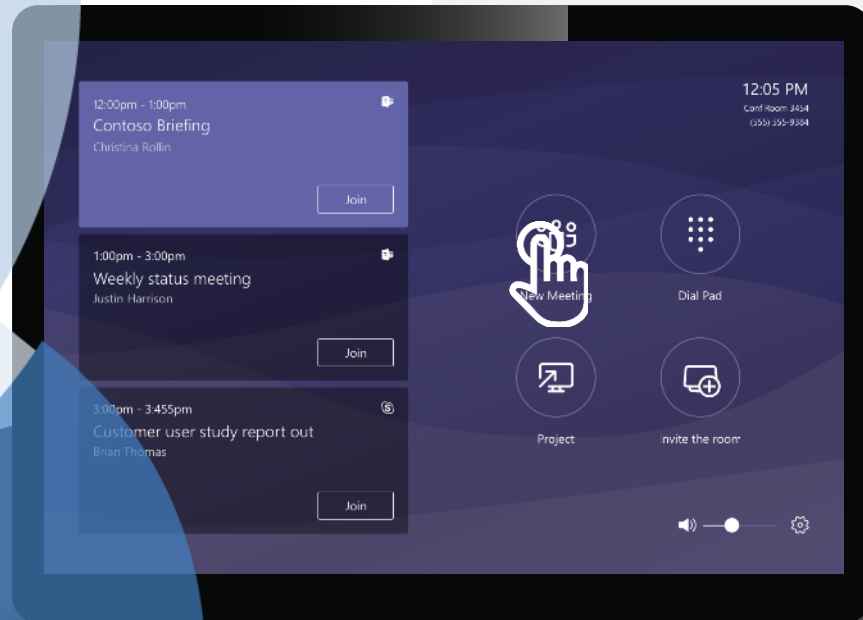 12:00pm - 1:00pm
Contoso Briefing
Christina Rollin
Join
1:00pm - 3:00pm
Weekly status meeting
Justin Harrison
Join
3:00pm - 3:455pm
Customer user study report out
Brian Thomas
Join
12:05 PM
Conf Room 3454
(555) 555-9384
New Meeting
Dial Pad
Project
Invite the room